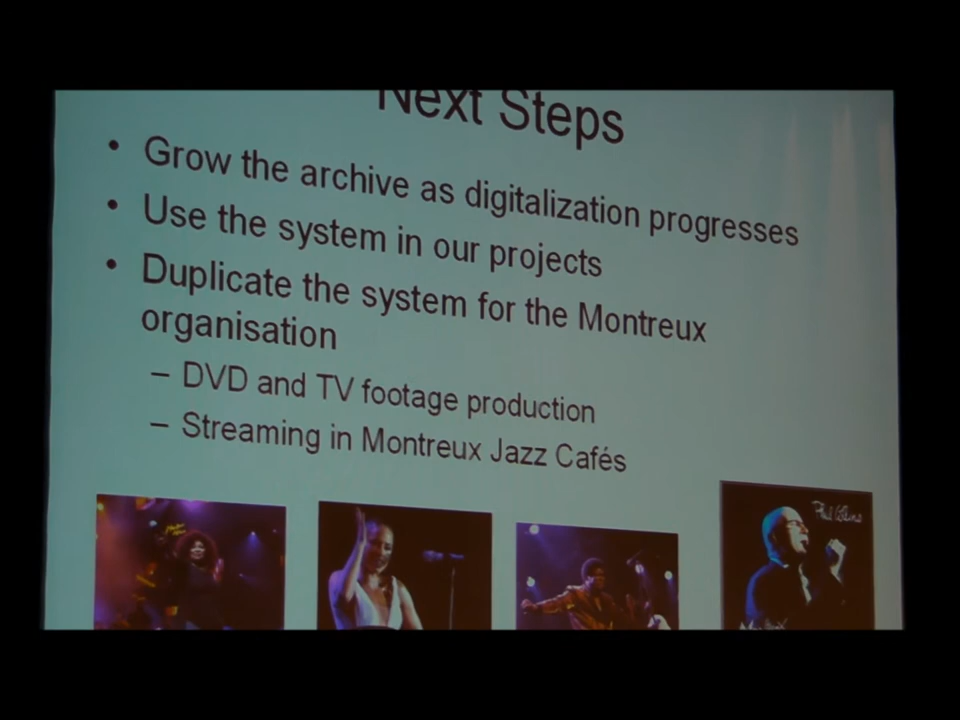 Next Steps
• Grow the archive as digitalization progresses
• Use the system in our projects
• Duplicate the system for the Montreux
organisation
– DVD and TV footage production
– Streaming in Montreux Jazz Cafés
Phil Collins